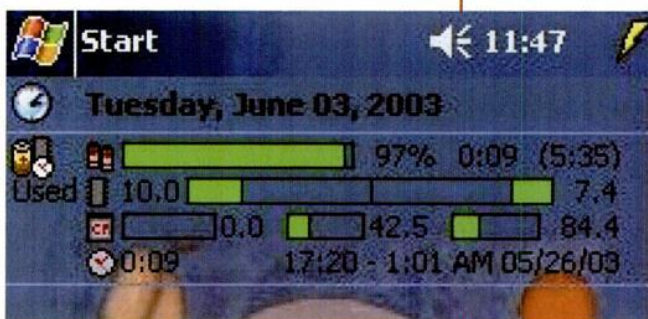 Start 11:47
Tuesday, June 03, 2003
97% 0:09 (5:35)
Used 10.0 7.4
CF 0.0 42.5 84.4
0:09 17:20 - 1:01 AM 05/26/03